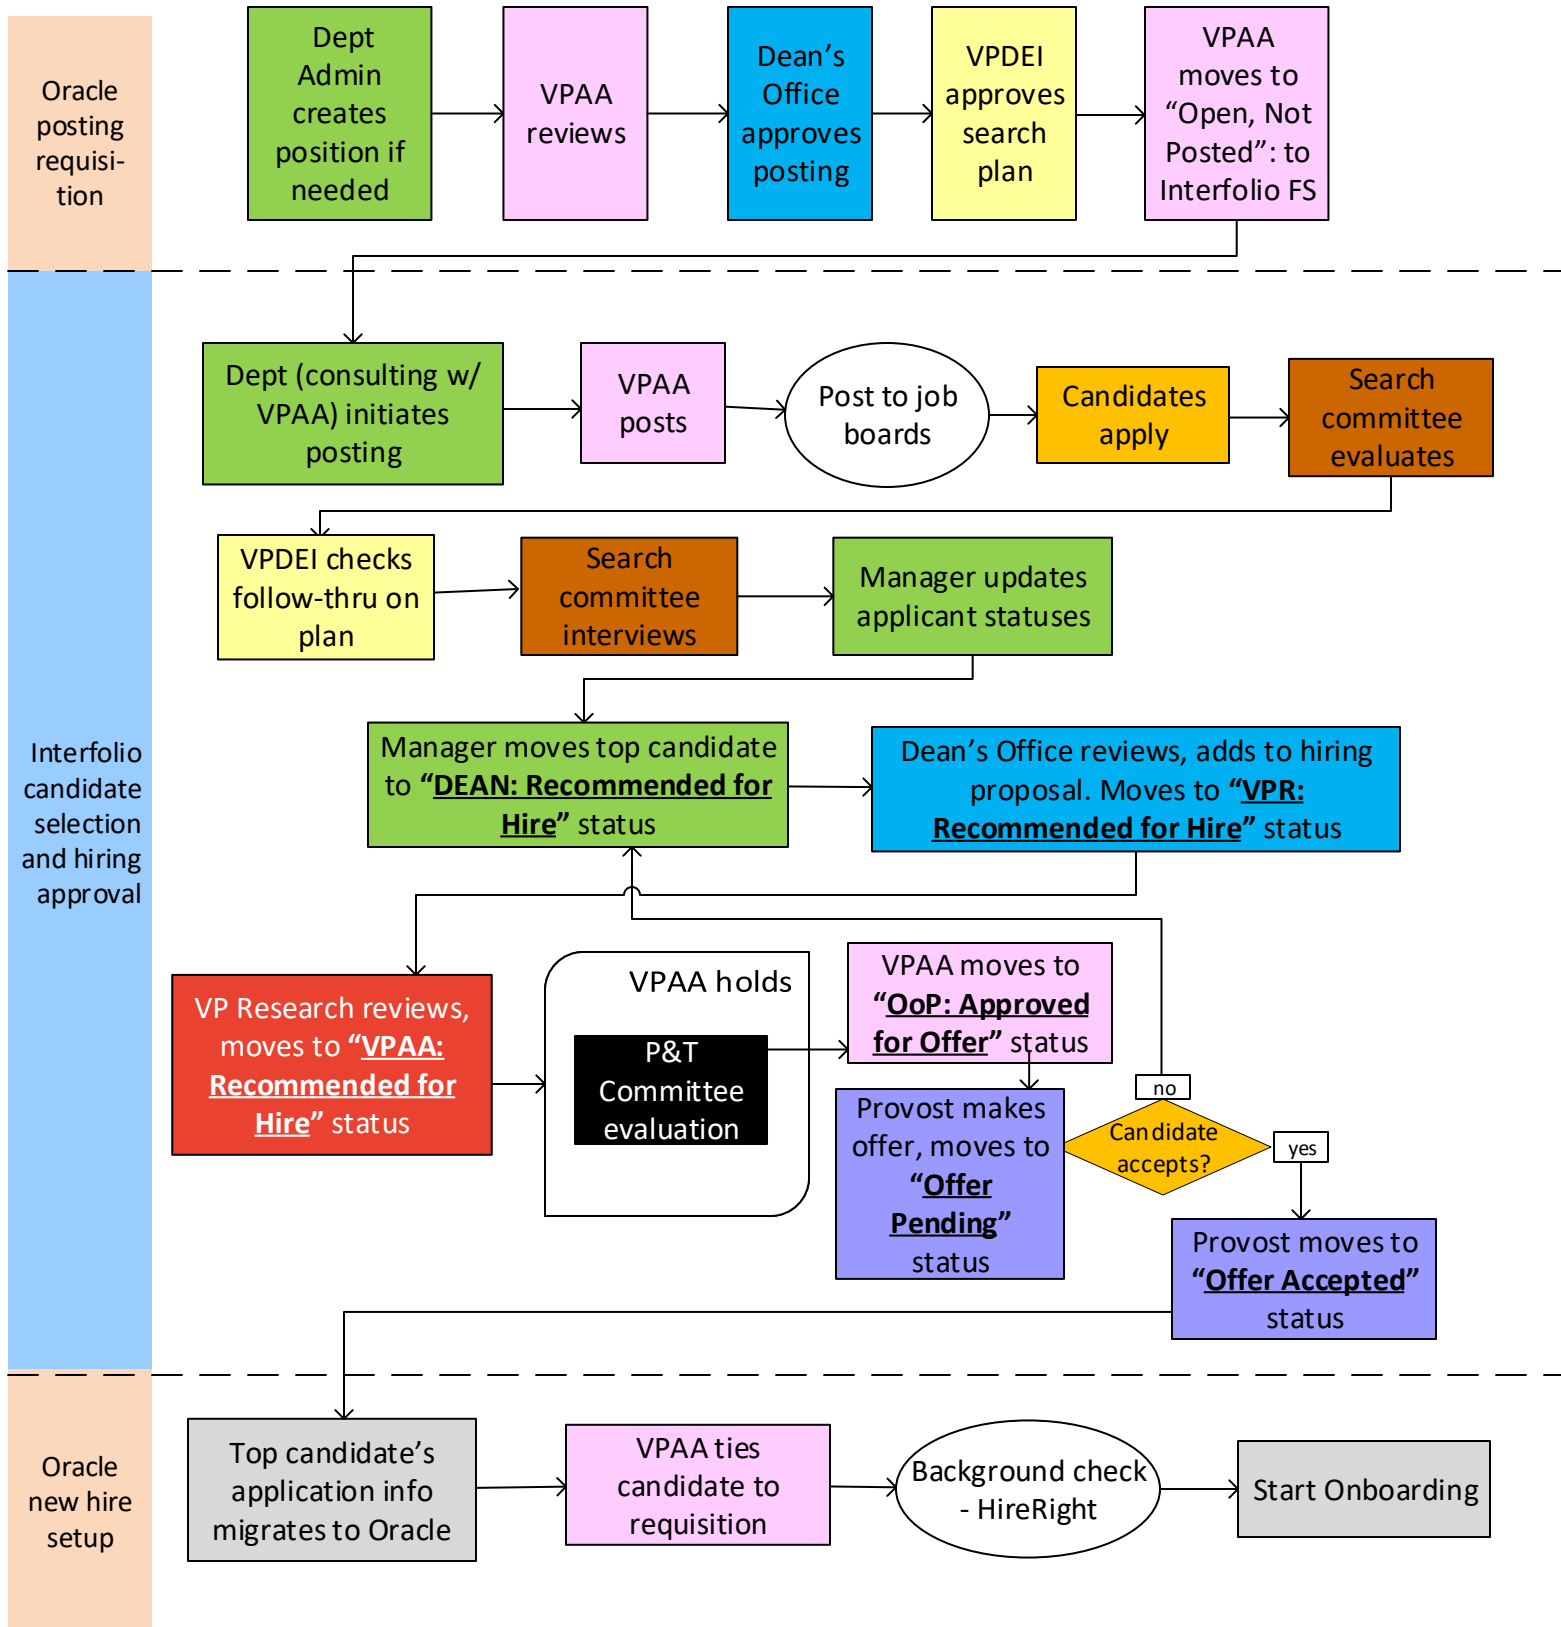 Oracle
posting
requisi-
tion
Dept
Admin
creates
position if
needed
VPAA
reviews
Dean’s
Office
approves
posting
VPDEI
approves
search
plan
VPAA
moves to
“Open, Not
Posted”: to
Interfolio FS
Interfolio
candidate
selection
and hiring
approval
Dept (consulting w/
VPAA) initiates
posting
VPAA
posts
Post to job
boards
Candidates
apply
Search
committee
evaluates
VPDEI checks
follow-thru on
plan
Search
committee
interviews
Manager updates
applicant statuses
Manager moves top candidate
to “DEAN: Recommended for
Hire” status
Dean’s Office reviews, adds to hiring
proposal. Moves to “VPR:
Recommended for Hire” status
VP Research reviews,
moves to “VPAA:
Recommended for
Hire” status
VPAA holds
P&T
Committee
evaluation
VPAA moves to
“OoP: Approved
for Offer” status
Provost makes
offer, moves to
“Offer
Pending”
status
no
Candidate
accepts?
yes
Provost moves to
“Offer Accepted”
status
Oracle
new hire
setup
Top candidate’s
application info
migrates to Oracle
VPAA ties
candidate to
requisition
Background check
- HireRight
Start Onboarding